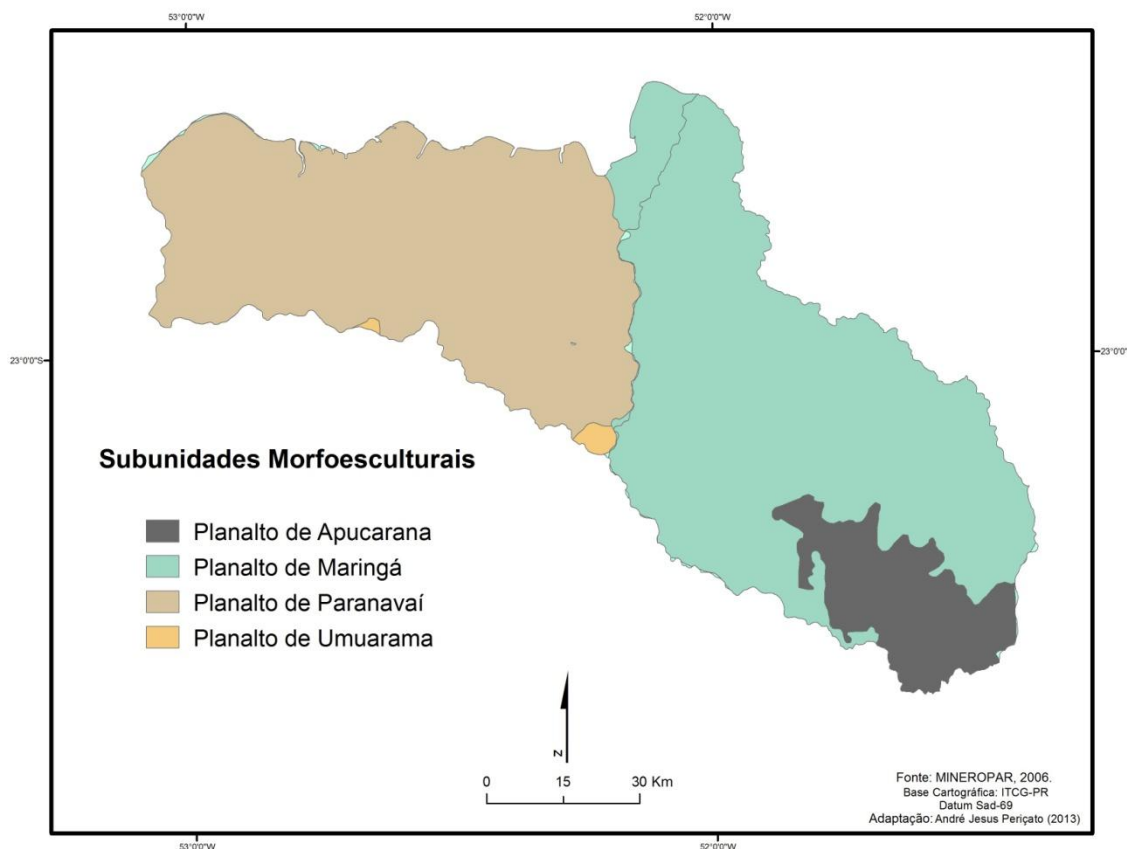 53°0'0"W
52°0'0"W
23°0'0"S
23°0'0"S
Subunidades Morfoesculturais
Planalto de Apucarana
Planalto de Maringá
Planalto de Paranavaí
Planalto de Umuarama
N
0 15 30 Km
Fonte: MINEROPAR, 2006.
Base Cartográfica: ITCG-PR
Datum Sad-69
Adaptação: André Jesus Periçato (2013)
53°0'0"W
52°0'0"W